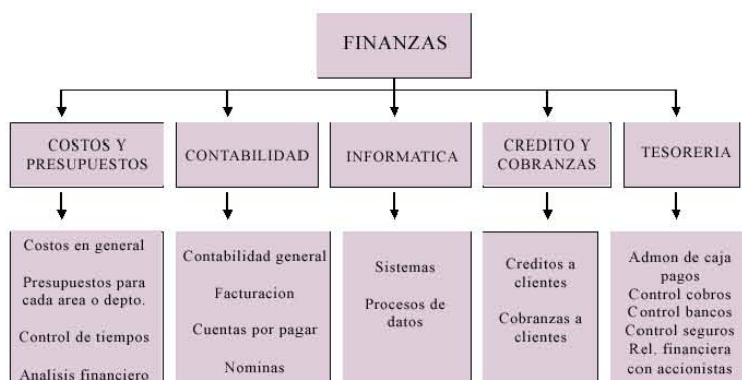 FINANZAS
COSTOS Y
PRESUPUESTOS
CONTABILIDAD
INFORMATICA
CREDITO Y
COBRANZAS
TESORERIA
Costos en general
Presupuestos para
cada area o depto.
Control de tiempos
Analisis financiero
Contabilidad general
Facturacion
Cuentas por pagar
Nominas
Sistemas
Procesos de
datos
Creditos a
clientes
Cobranzas a
clientes
Admon de caja
pagos
Control cobros
Control bancos
Control seguros
Rel. financiera
con accionistas